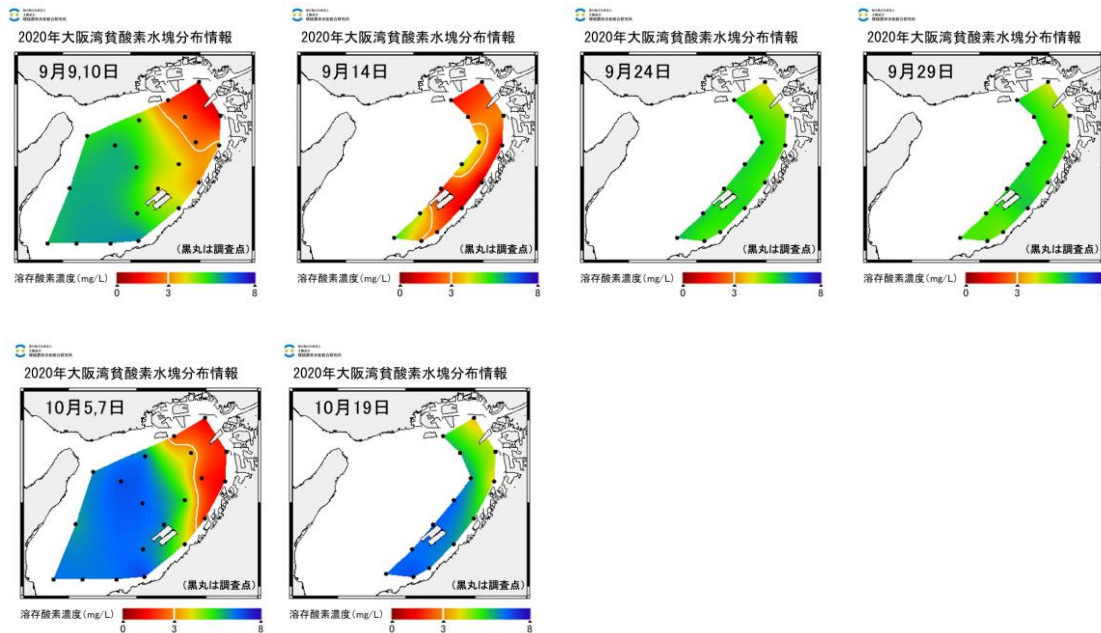 2020年大阪湾貧酸素水塊分布情報
9月9,10日
(黒丸は調査点)
溶存酸素濃度(mg/L)
0 3 8
2020年大阪湾貧酸素水塊分布情報
9月14日
(黒丸は調査点)
溶存酸素濃度(mg/L)
0 3 8
2020年大阪湾貧酸素水塊分布情報
9月24日
(黒丸は調査点)
溶存酸素濃度(mg/L)
0 3 8
2020年大阪湾貧酸素水塊分布情報
9月29日
(黒丸は調査点)
溶存酸素濃度(mg/L)
0 3
2020年大阪湾貧酸素水塊分布情報
10月5,7日
(黒丸は調査点)
溶存酸素濃度(mg/L)
0 3 8
2020年大阪湾貧酸素水塊分布情報
10月19日
(黒丸は調査点)
溶存酸素濃度(mg/L)
0 3 8